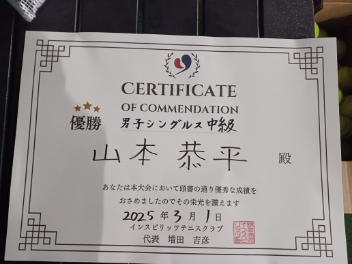 CERTIFICATE
OF COMMENDATION
優勝 男子シングルス中級
山本 恭平 殿
あなたは本大会において頭書の通り優秀な成績を
おさめましたのでその栄光を讃えます
2025年3月1日
インスピリッツテニスクラブ
代表 増田 吉彦